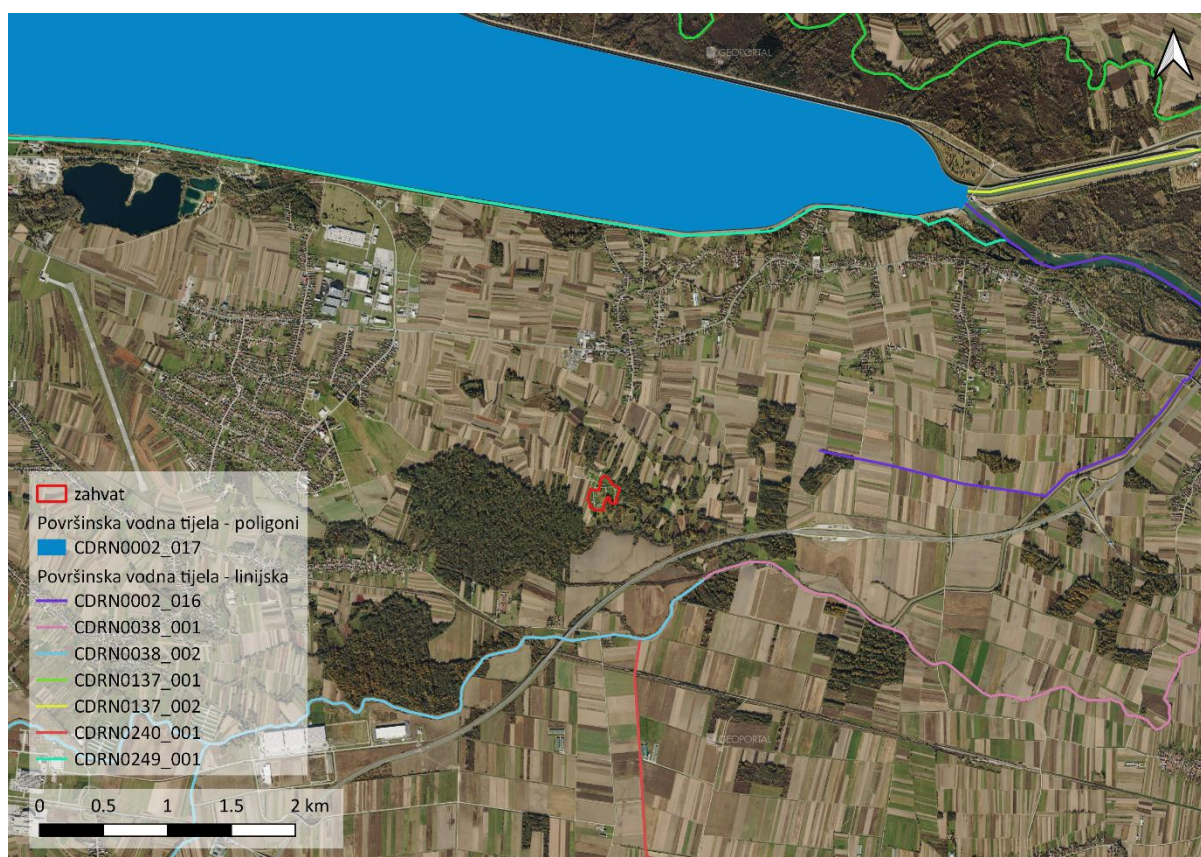 GEOPORTAL
zahvat
Površinska vodna tijela - poligoni
CDRN0002_017
Površinska vodna tijela - linijska
CDRN0002_016
CDRN0038_001
CDRN0038_002
CDRN0137_001
CDRN0137_002
CDRN0240_001
CDRN0249_001
GEOPORTAL
0 0.5 1 1.5 2 km